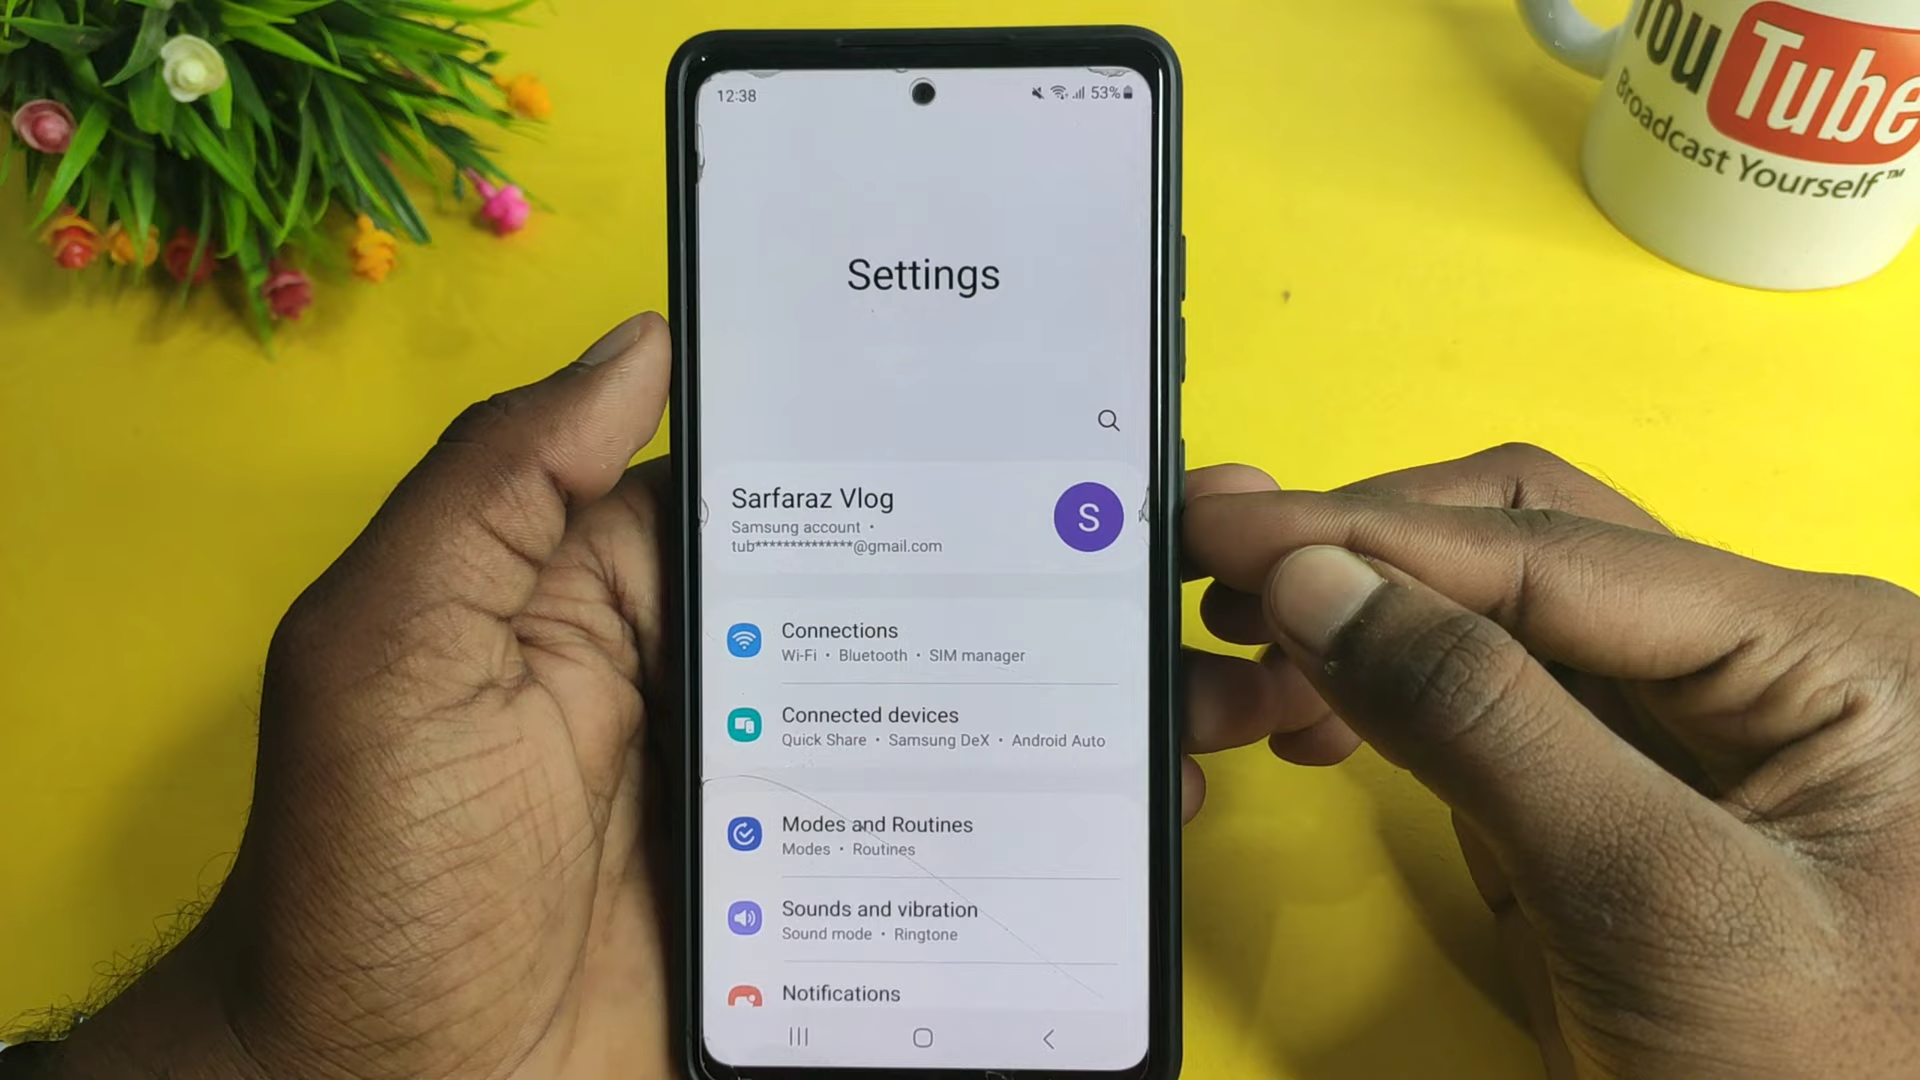 12:38
53%
Settings
Sarfaraz Vlog
S
Samsung account •
tub**************@gmail.com
Connections
Wi-Fi • Bluetooth • SIM manager
Connected devices
Quick Share • Samsung DeX • Android Auto
Modes and Routines
Modes • Routines
Sounds and vibration
Sound mode • Ringtone
Notifications
You Tube
Broadcast Yourself™